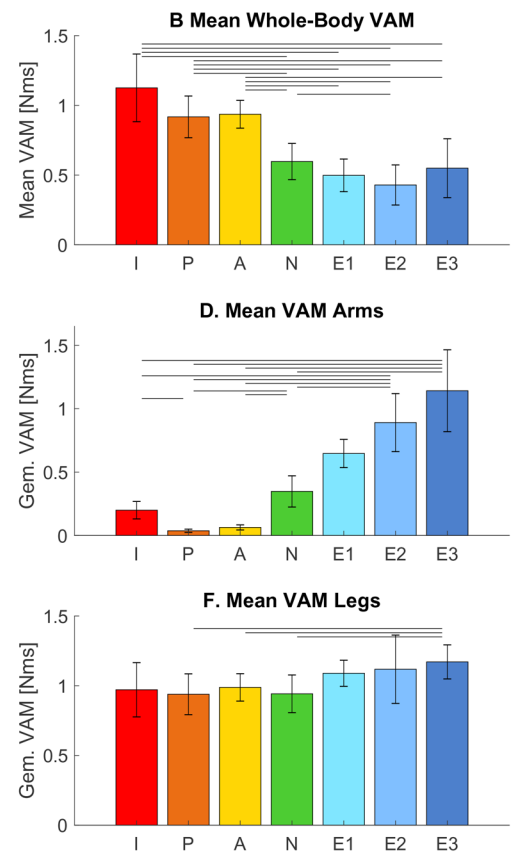 B Mean Whole-Body VAM
1.5
1
0.5
0
Mean VAM [Nms]
I P A N E1 E2 E3
D. Mean VAM Arms
1.5
1
0.5
0
Gem. VAM [Nms]
I P A N E1 E2 E3
F. Mean VAM Legs
1.5
1
0.5
0
Gem. VAM [Nms]
I P A N E1 E2 E3